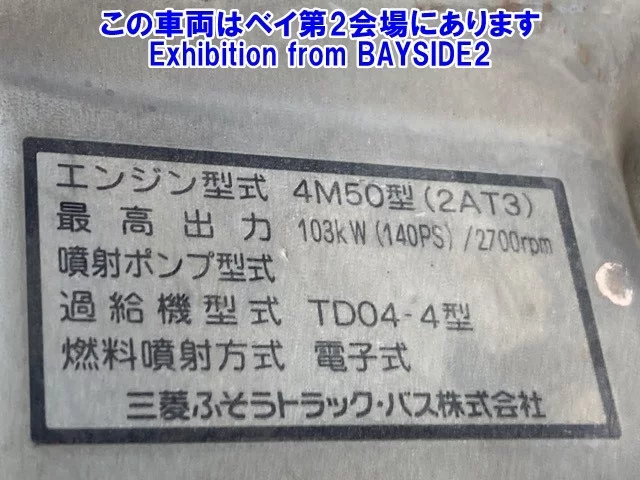 この車両はベイ第2会場にあります
Exhibition from BAYSIDE2
エンジン型式 4M50型(2AT3)
最高出力 103kW(140PS)/2700rpm
噴射ポンプ型式
過給機型式 TD04-4型
燃料噴射方式 電子式
三菱ふそうトラック・バス株式会社